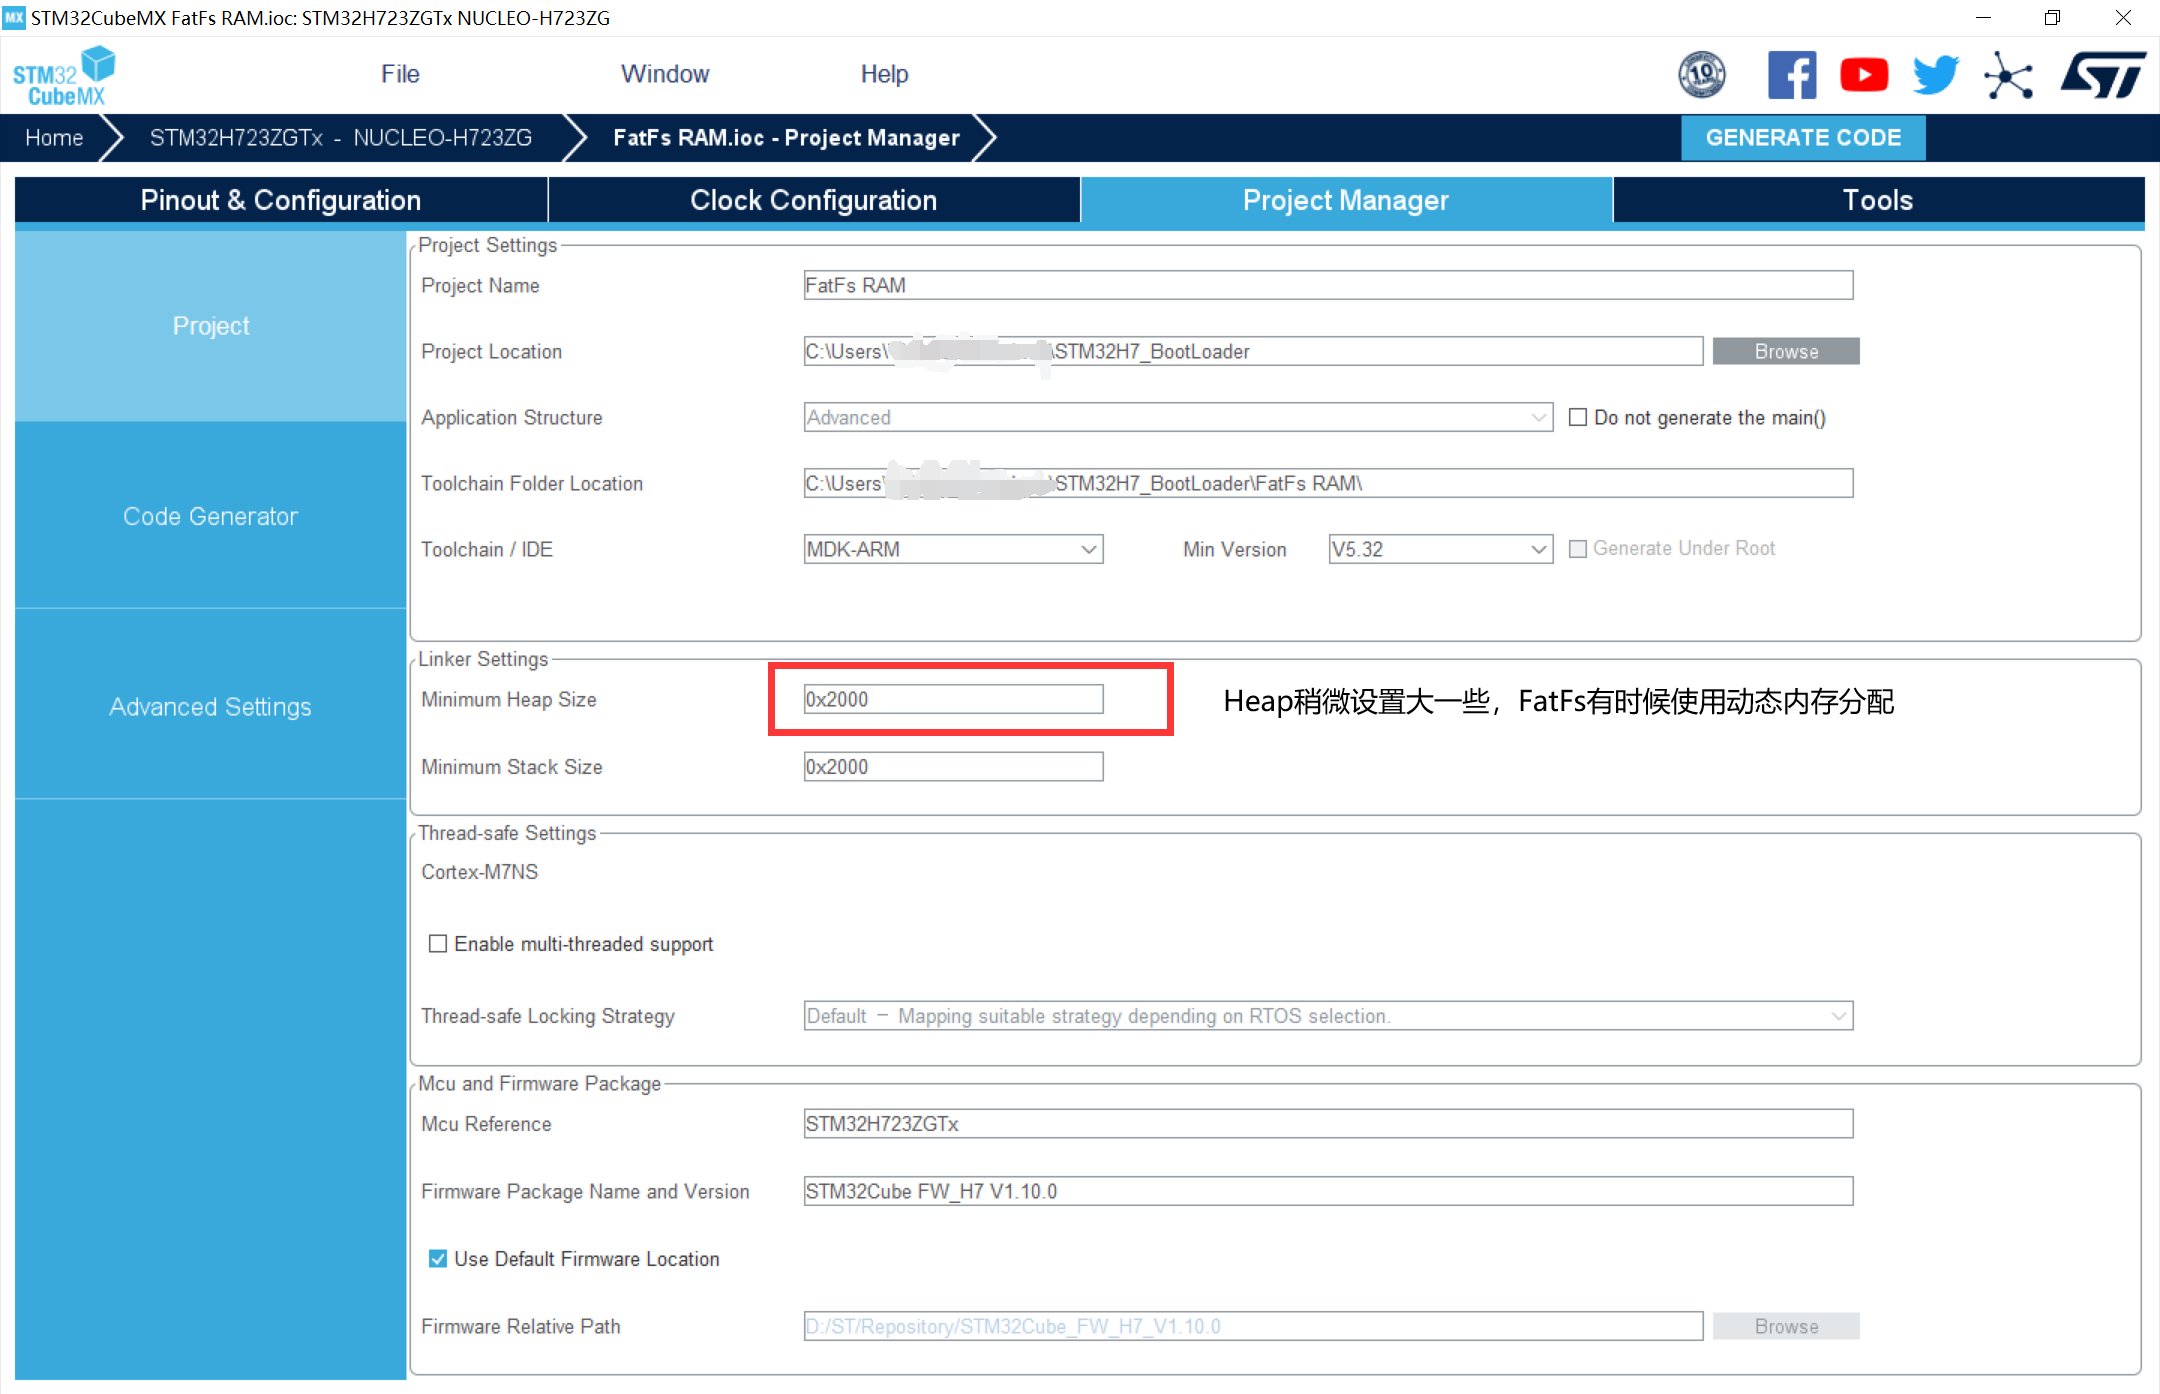 MX STM32CubeMX FatFs RAM.ioc: STM32H723ZGTx NUCLEO-H723ZG
STM32 CubeMX
File Window Help
10
Home STM32H723ZGTx - NUCLEO-H723ZG FatFs RAM.ioc - Project Manager GENERATE CODE
Pinout & Configuration Clock Configuration Project Manager Tools
Project
Code Generator
Advanced Settings
Project Settings
Project Name FatFs RAM
Project Location C:\Users\ \STM32H7_BootLoader Browse
Application Structure Advanced Do not generate the main()
Toolchain Folder Location C:\Users\ \STM32H7_BootLoader\FatFs RAM\
Toolchain / IDE MDK-ARM Min Version V5.32 Generate Under Root
Linker Settings
Minimum Heap Size 0x2000 Heap稍微设置大一些，FatFs有时候使用动态内存分配
Minimum Stack Size 0x2000
Thread-safe Settings
Cortex-M7NS
Enable multi-threaded support
Thread-safe Locking Strategy Default － Mapping suitable strategy depending on RTOS selection.
Mcu and Firmware Package
Mcu Reference STM32H723ZGTx
Firmware Package Name and Version STM32Cube FW_H7 V1.10.0
Use Default Firmware Location
Firmware Relative Path D:/ST/Repository/STM32Cube_FW_H7_V1.10.0 Browse